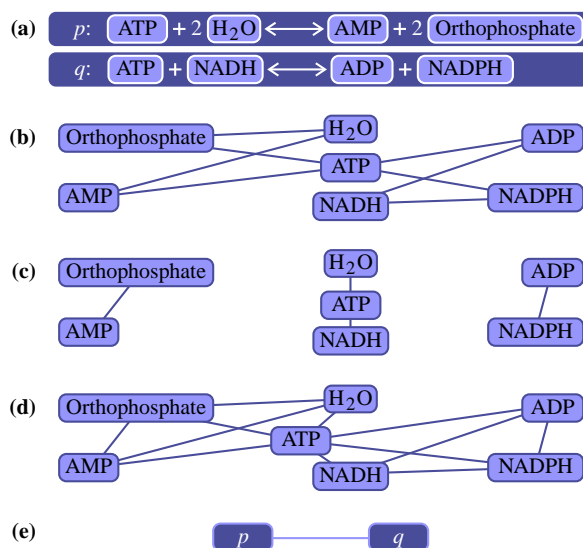 (a) p: ATP + 2 H₂O ⟷ AMP + 2 Orthophosphate
q: ATP + NADH ⟷ ADP + NADPH
(b) Orthophosphate H₂O ADP
ATP
AMP NADH NADPH
(c) Orthophosphate H₂O ADP
ATP
AMP NADH NADPH
(d) Orthophosphate H₂O ADP
ATP
AMP NADH NADPH
(e) p q